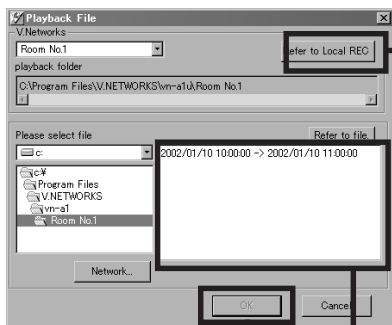 Playback File
V.Networks
Room No.1
efer to Local REC
playback folder
C:\Program Files\V.NETWORKS\vn-a1u\Room No.1
Please select file
Refer to file.
c:
2002/01/10 10:00:00 -> 2002/01/10 11:00:00
c:¥
Program Files
V.NETWORKS
vn-a1
Room No.1
Network...
OK
Cancel